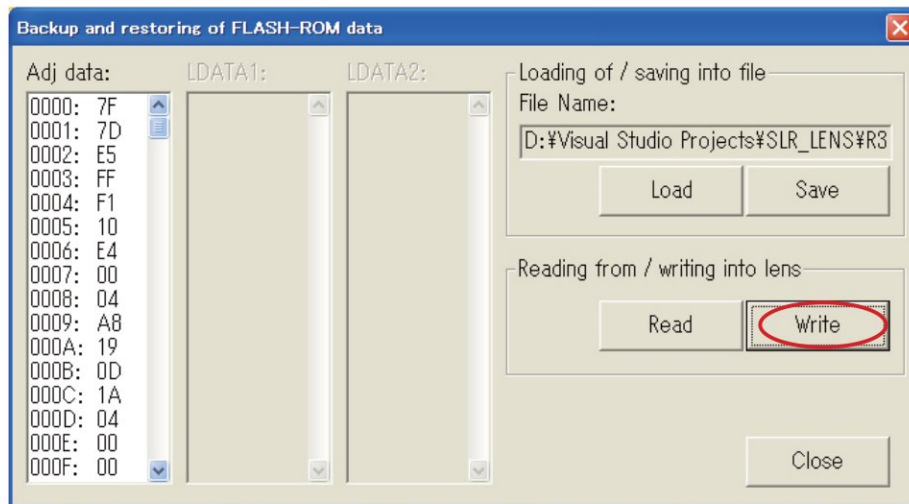 Backup and restoring of FLASH-ROM data
Adj data:
0000: 7F
0001: 7D
0002: E5
0003: FF
0004: F1
0005: 10
0006: E4
0007: 00
0008: 04
0009: A8
000A: 19
000B: 0D
000C: 1A
000D: 04
000E: 00
000F: 00
LDATA1:
LDATA2:
Loading of / saving into file
File Name:
D:¥Visual Studio Projects¥SLR_LENS¥R3
Load
Save
Reading from / writing into lens
Read
Write
Close